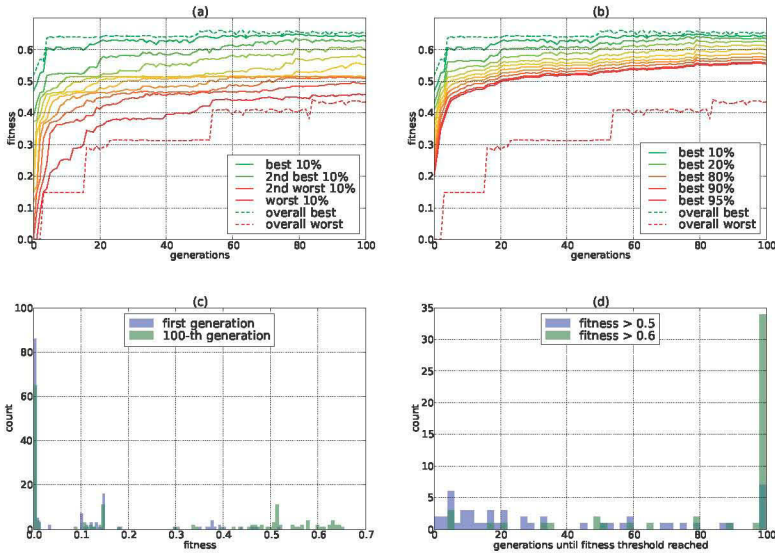 (a)
fitness
0.6
0.5
0.4
0.3
0.2
0.1
0.0
0
20
40
60
80
100
generations
best 10%
2nd best 10%
2nd worst 10%
worst 10%
overall best
overall worst
(b)
fitness
0.6
0.5
0.4
0.3
0.2
0.1
0.0
0
20
40
60
80
100
generations
best 10%
best 20%
best 80%
best 90%
best 95%
overall best
overall worst
(c)
count
100
80
60
40
20
0
0.0
0.1
0.2
0.3
0.4
0.5
0.6
0.7
fitness
first generation
100-th generation
(d)
count
35
30
25
20
15
10
5
0
0
20
40
60
80
100
generations until fitness threshold reached
fitness > 0.5
fitness > 0.6